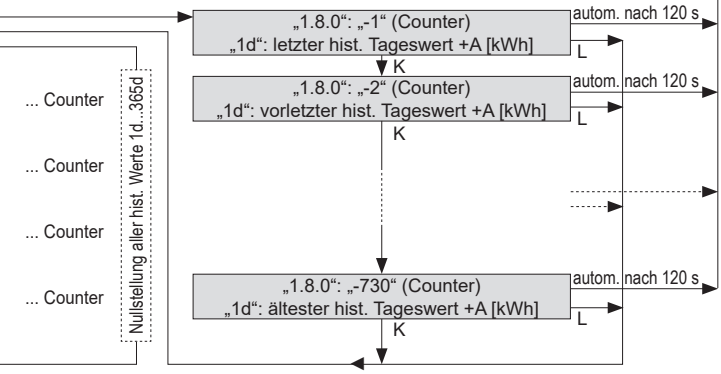 „1.8.0“: „-1“ (Counter)
„1d“: letzter hist. Tageswert +A [kWh]
autom. nach 120 s
L
K
„1.8.0“: „-2“ (Counter)
„1d“: vorletzter hist. Tageswert +A [kWh]
autom. nach 120 s
L
K
... Counter
... Counter
... Counter
... Counter
Nullstellung aller hist. Werte 1d...365d
„1.8.0“: „-730“ (Counter)
„1d“: ältester hist. Tageswert +A [kWh]
autom. nach 120 s
L
K